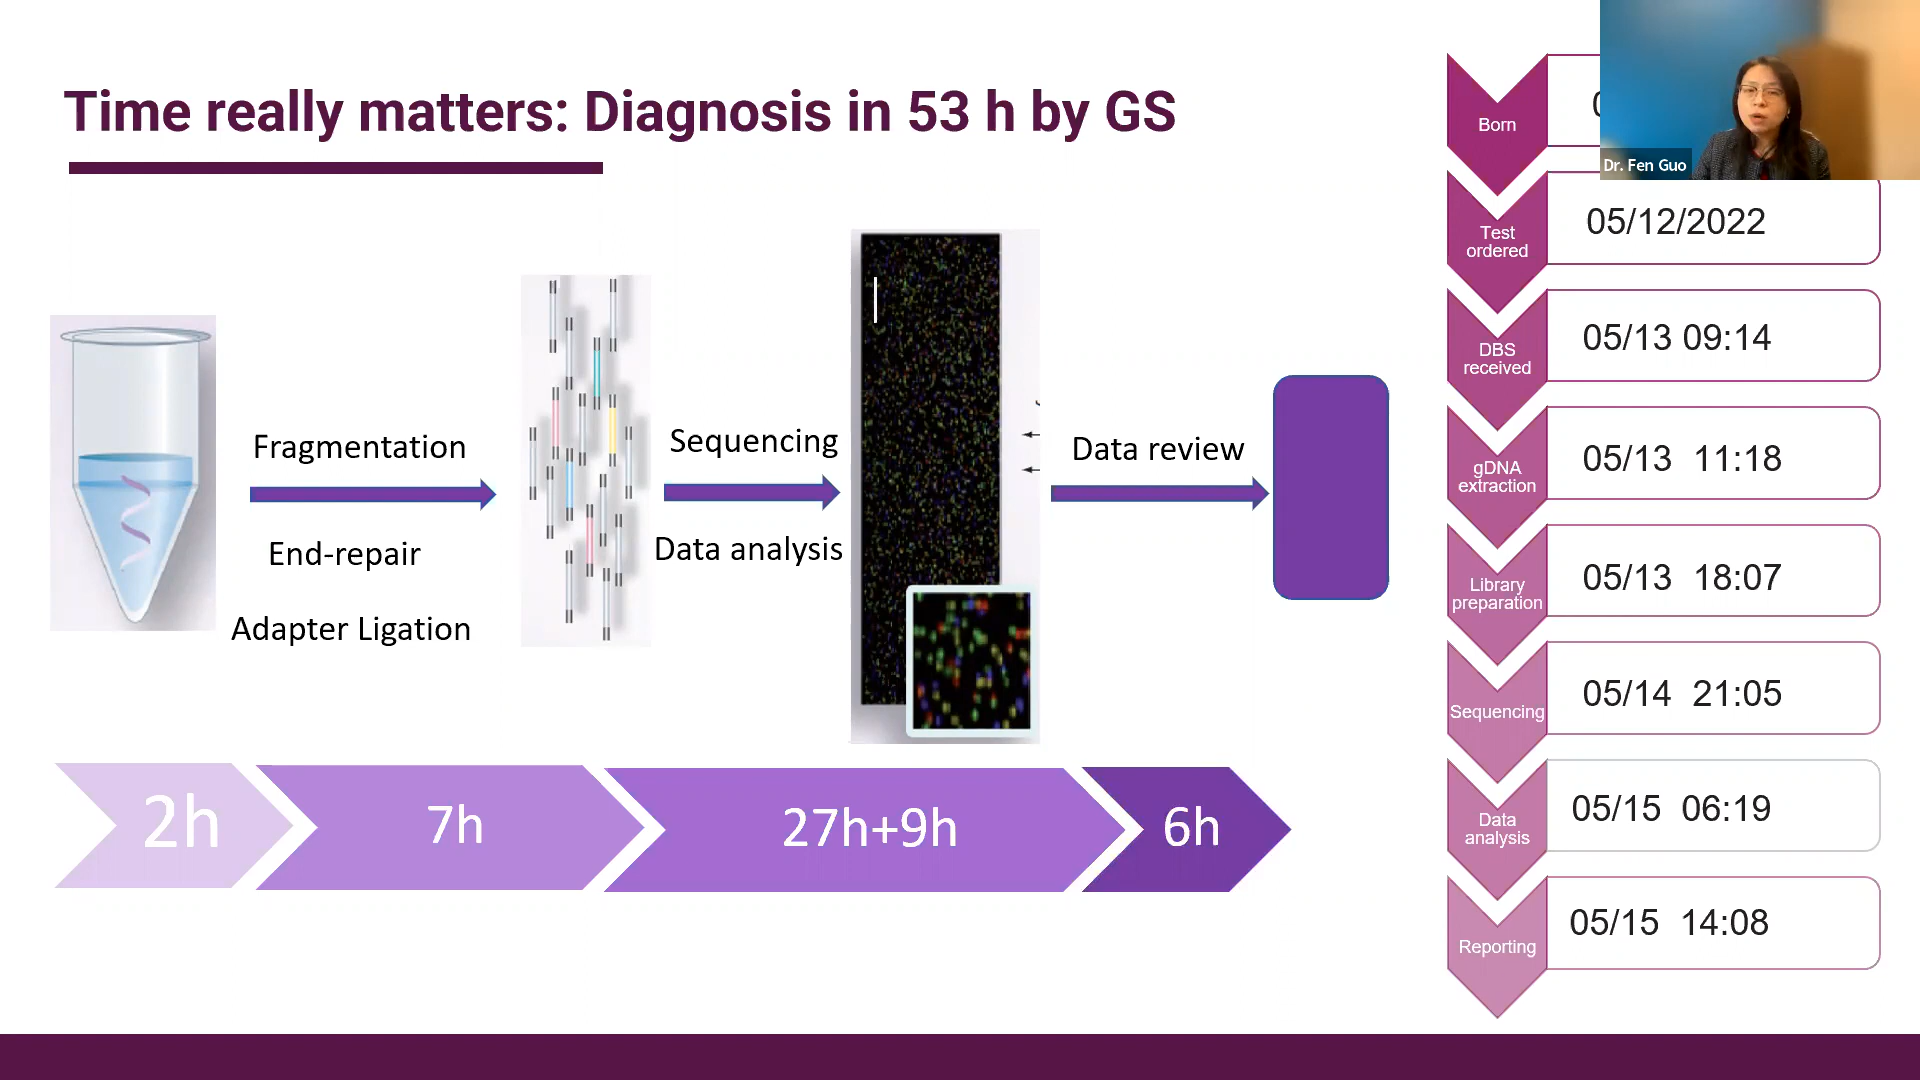 Time really matters: Diagnosis in 53 h by GS
Fragmentation
End-repair
Adapter Ligation
Sequencing
Data analysis
Data review
2h
7h
27h+9h
6h
Born
Test
ordered
05/12/2022
DBS
received
05/13 09:14
gDNA
extraction
05/13 11:18
Library
preparation
05/13 18:07
Sequencing
05/14 21:05
Data
analysis
05/15 06:19
Reporting
05/15 14:08
Dr. Fen Guo